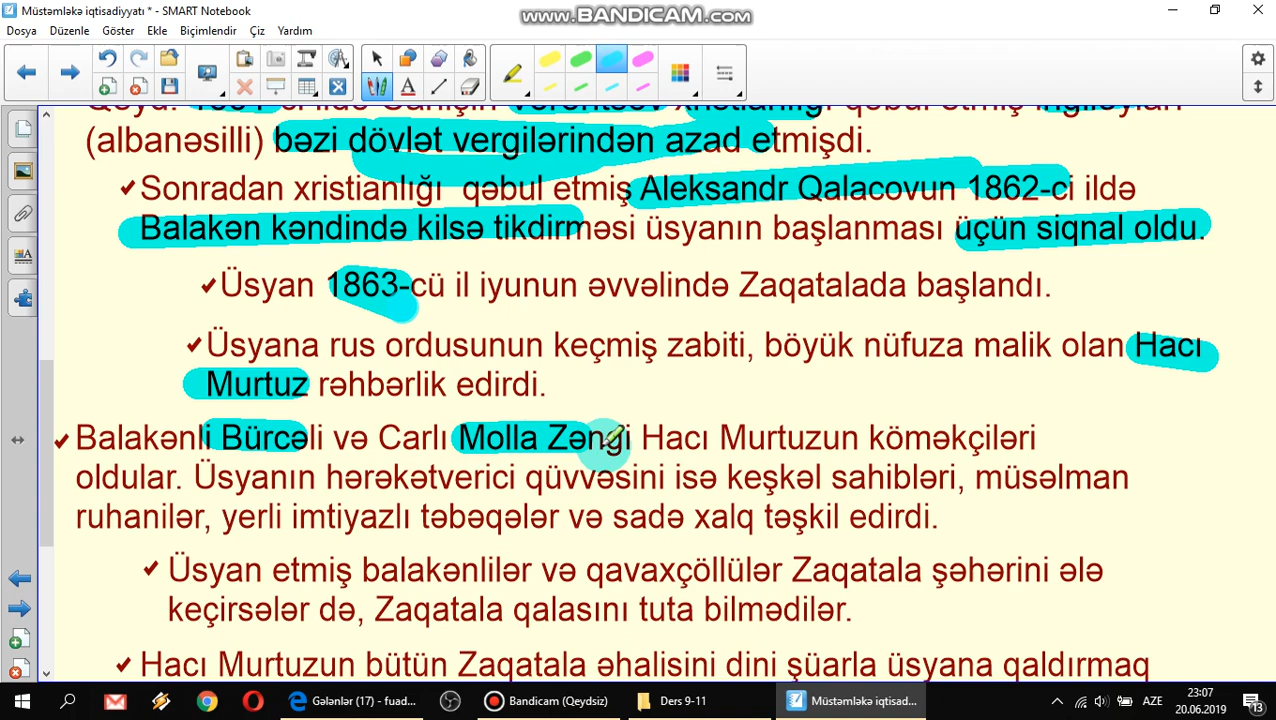 Müstəmləkə iqtisadiyyatı * - SMART Notebook
www.BANDICAM.com
Dosya Düzenle Göster Ekle Biçimlendir Çiz Yardım
(albanəsilli) bəzi dövlət vergilərindən azad etmişdi.
Sonradan xristianlığı qəbul etmiş Aleksandr Qalacovun 1862-ci ildə
Balakən kəndində kilsə tikdirməsi üsyanın başlanması üçün siqnal oldu.
Üsyan 1863-cü il iyunun əvvəlində Zaqatalada başlandı.
Üsyana rus ordusunun keçmiş zabiti, böyük nüfuza malik olan Hacı
Murtuz rəhbərlik edirdi.
Balakənli Bürcəli və Carlı Molla Zəngi Hacı Murtuzun köməkçiləri
oldular. Üsyanın hərəkətverici qüvvəsini isə keşkəl sahibləri, müsəlman
ruhanilər, yerli imtiyazlı təbəqələr və sadə xalq təşkil edirdi.
Üsyan etmiş balakənlilər və qavaxçöllülər Zaqatala şəhərini ələ
keçirsələr də, Zaqatala qalasını tuta bilmədilər.
Hacı Murtuzun bütün Zaqatala əhalisini dini şüarla üsyana qaldırmaq
Gələnlər (17) - fuad... Bandicam (Qeydsiz) Ders 9-11 Müstəmləkə iqtisad... AZE 23:07
20.06.2019 13